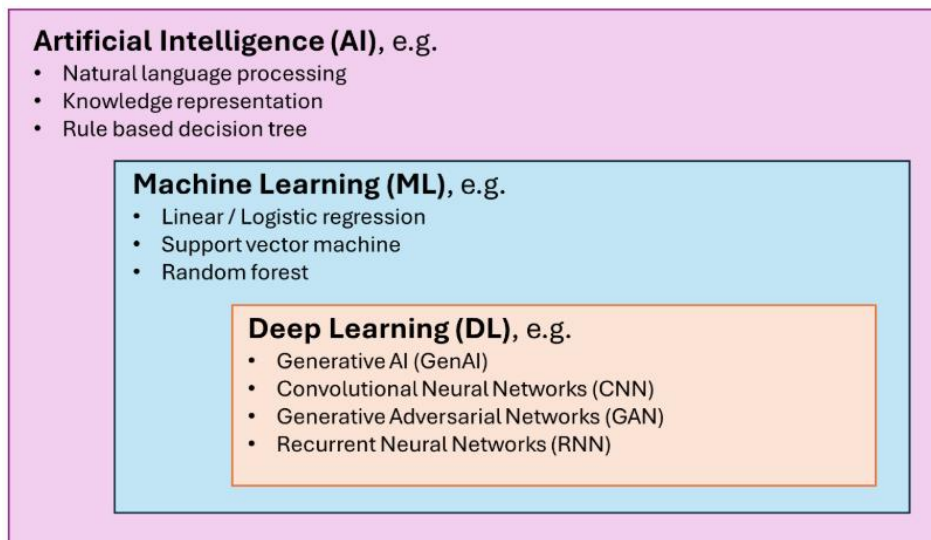 Artificial Intelligence (AI), e.g.
• Natural language processing
• Knowledge representation
• Rule based decision tree
Machine Learning (ML), e.g.
• Linear / Logistic regression
• Support vector machine
• Random forest
Deep Learning (DL), e.g.
• Generative AI (GenAI)
• Convolutional Neural Networks (CNN)
• Generative Adversarial Networks (GAN)
• Recurrent Neural Networks (RNN)